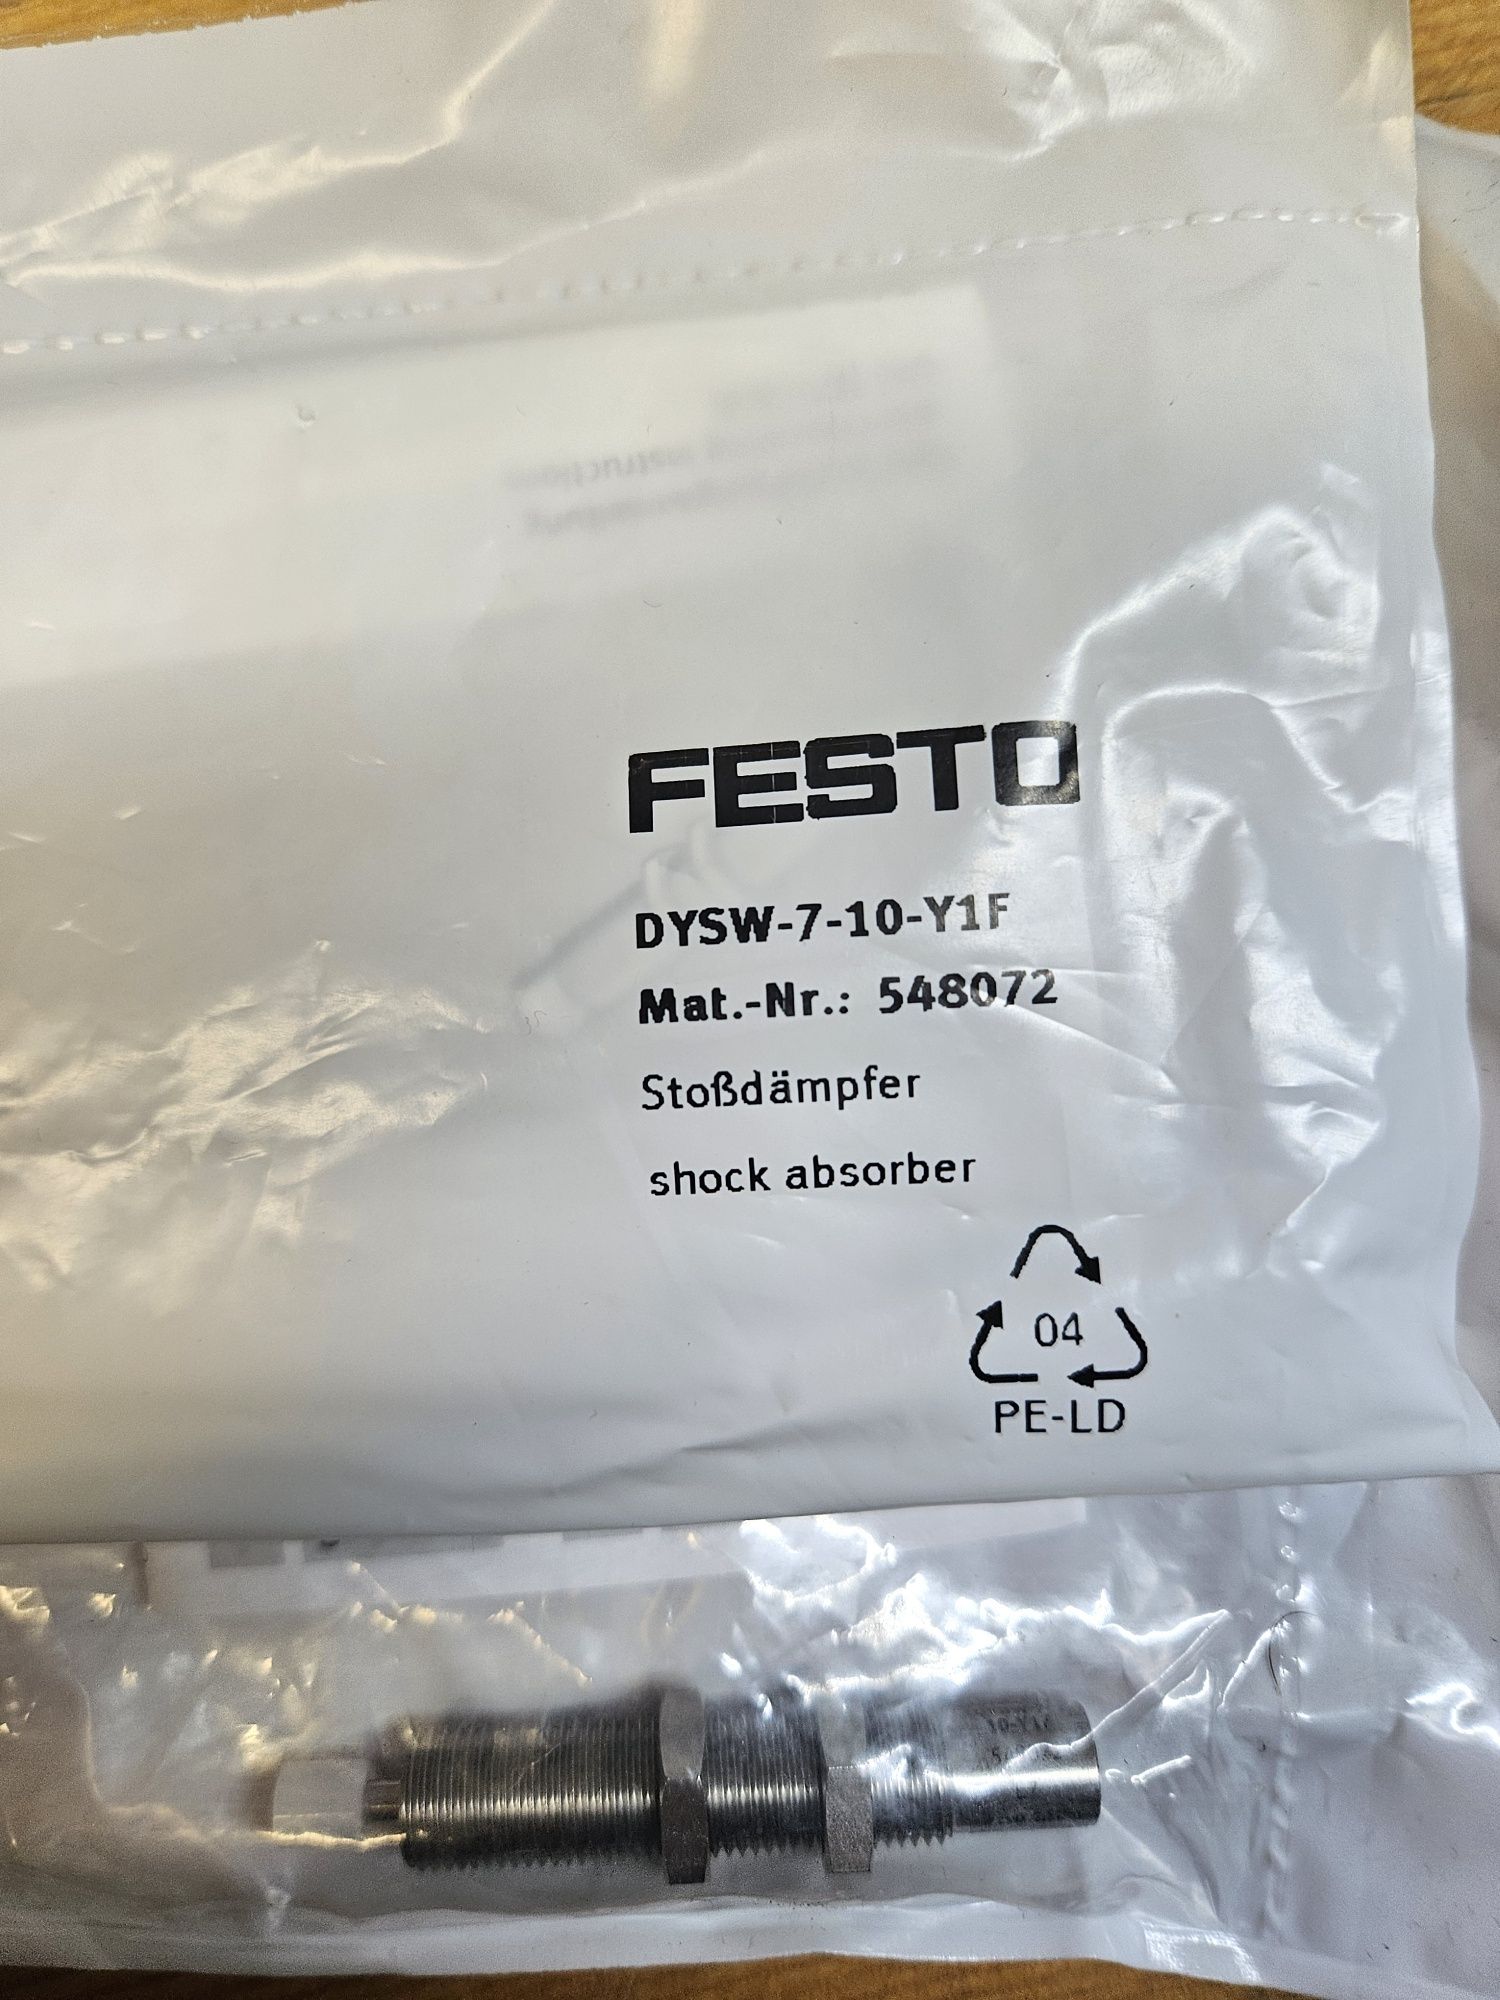 FESTO
DYSW-7-10-Y1F
Mat.-Nr.: 548072
Stoßdämpfer
shock absorber
04
PE-LD